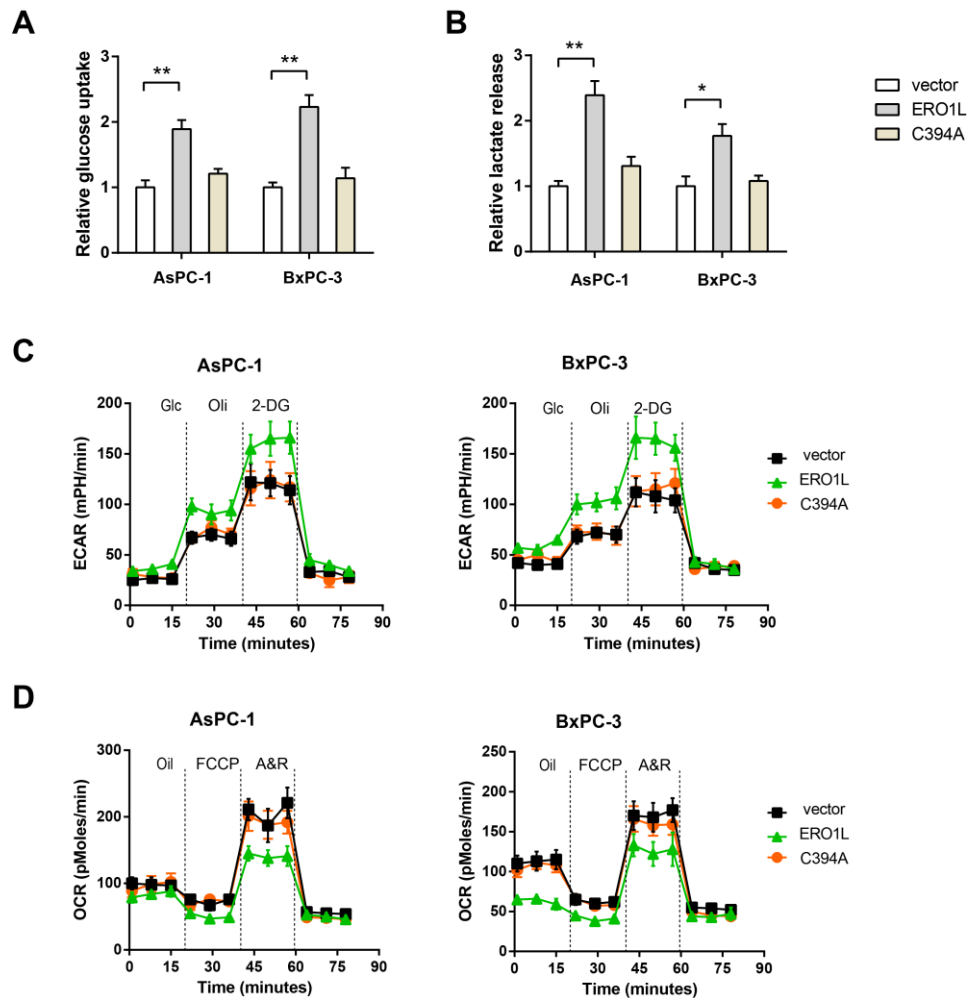 A
Relative glucose uptake
3
2
1
0
**
**
AsPC-1
BxPC-3
B
Relative lactate release
3
2
1
0
**
*
AsPC-1
BxPC-3
vector
ERO1L
C394A
C
AsPC-1
Glc
Oli
2-DG
ECAR (mPH/min)
200
150
100
50
0
0 15 30 45 60 75 90
Time (minutes)
BxPC-3
Glc
Oli
2-DG
ECAR (mPH/min)
200
150
100
50
0
0 15 30 45 60 75 90
Time (minutes)
vector
ERO1L
C394A
D
AsPC-1
Oil
FCCP
A&R
OCR (pMoles/min)
300
200
100
0
0 15 30 45 60 75 90
Time (minutes)
BxPC-3
Oil
FCCP
A&R
OCR (pMoles/min)
250
200
150
100
50
0
0 15 30 45 60 75 90
Time (minutes)
vector
ERO1L
C394A